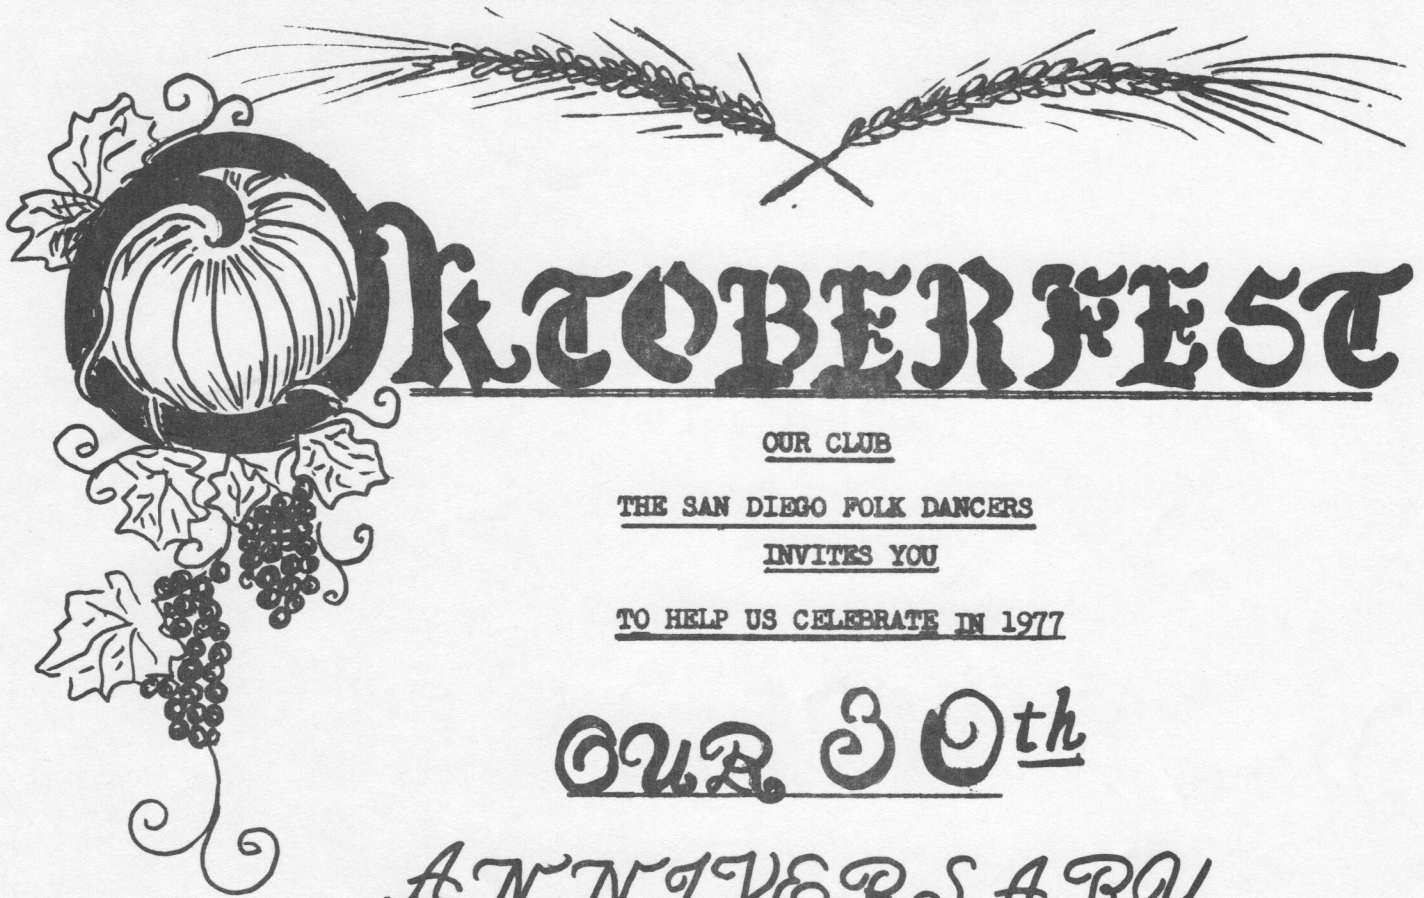 OKTOBERFEST
OUR CLUB
THE SAN DIEGO FOLK DANCERS
INVITES YOU
TO HELP US CELEBRATE IN 1977
OUR 30th
ANNIVERSARY